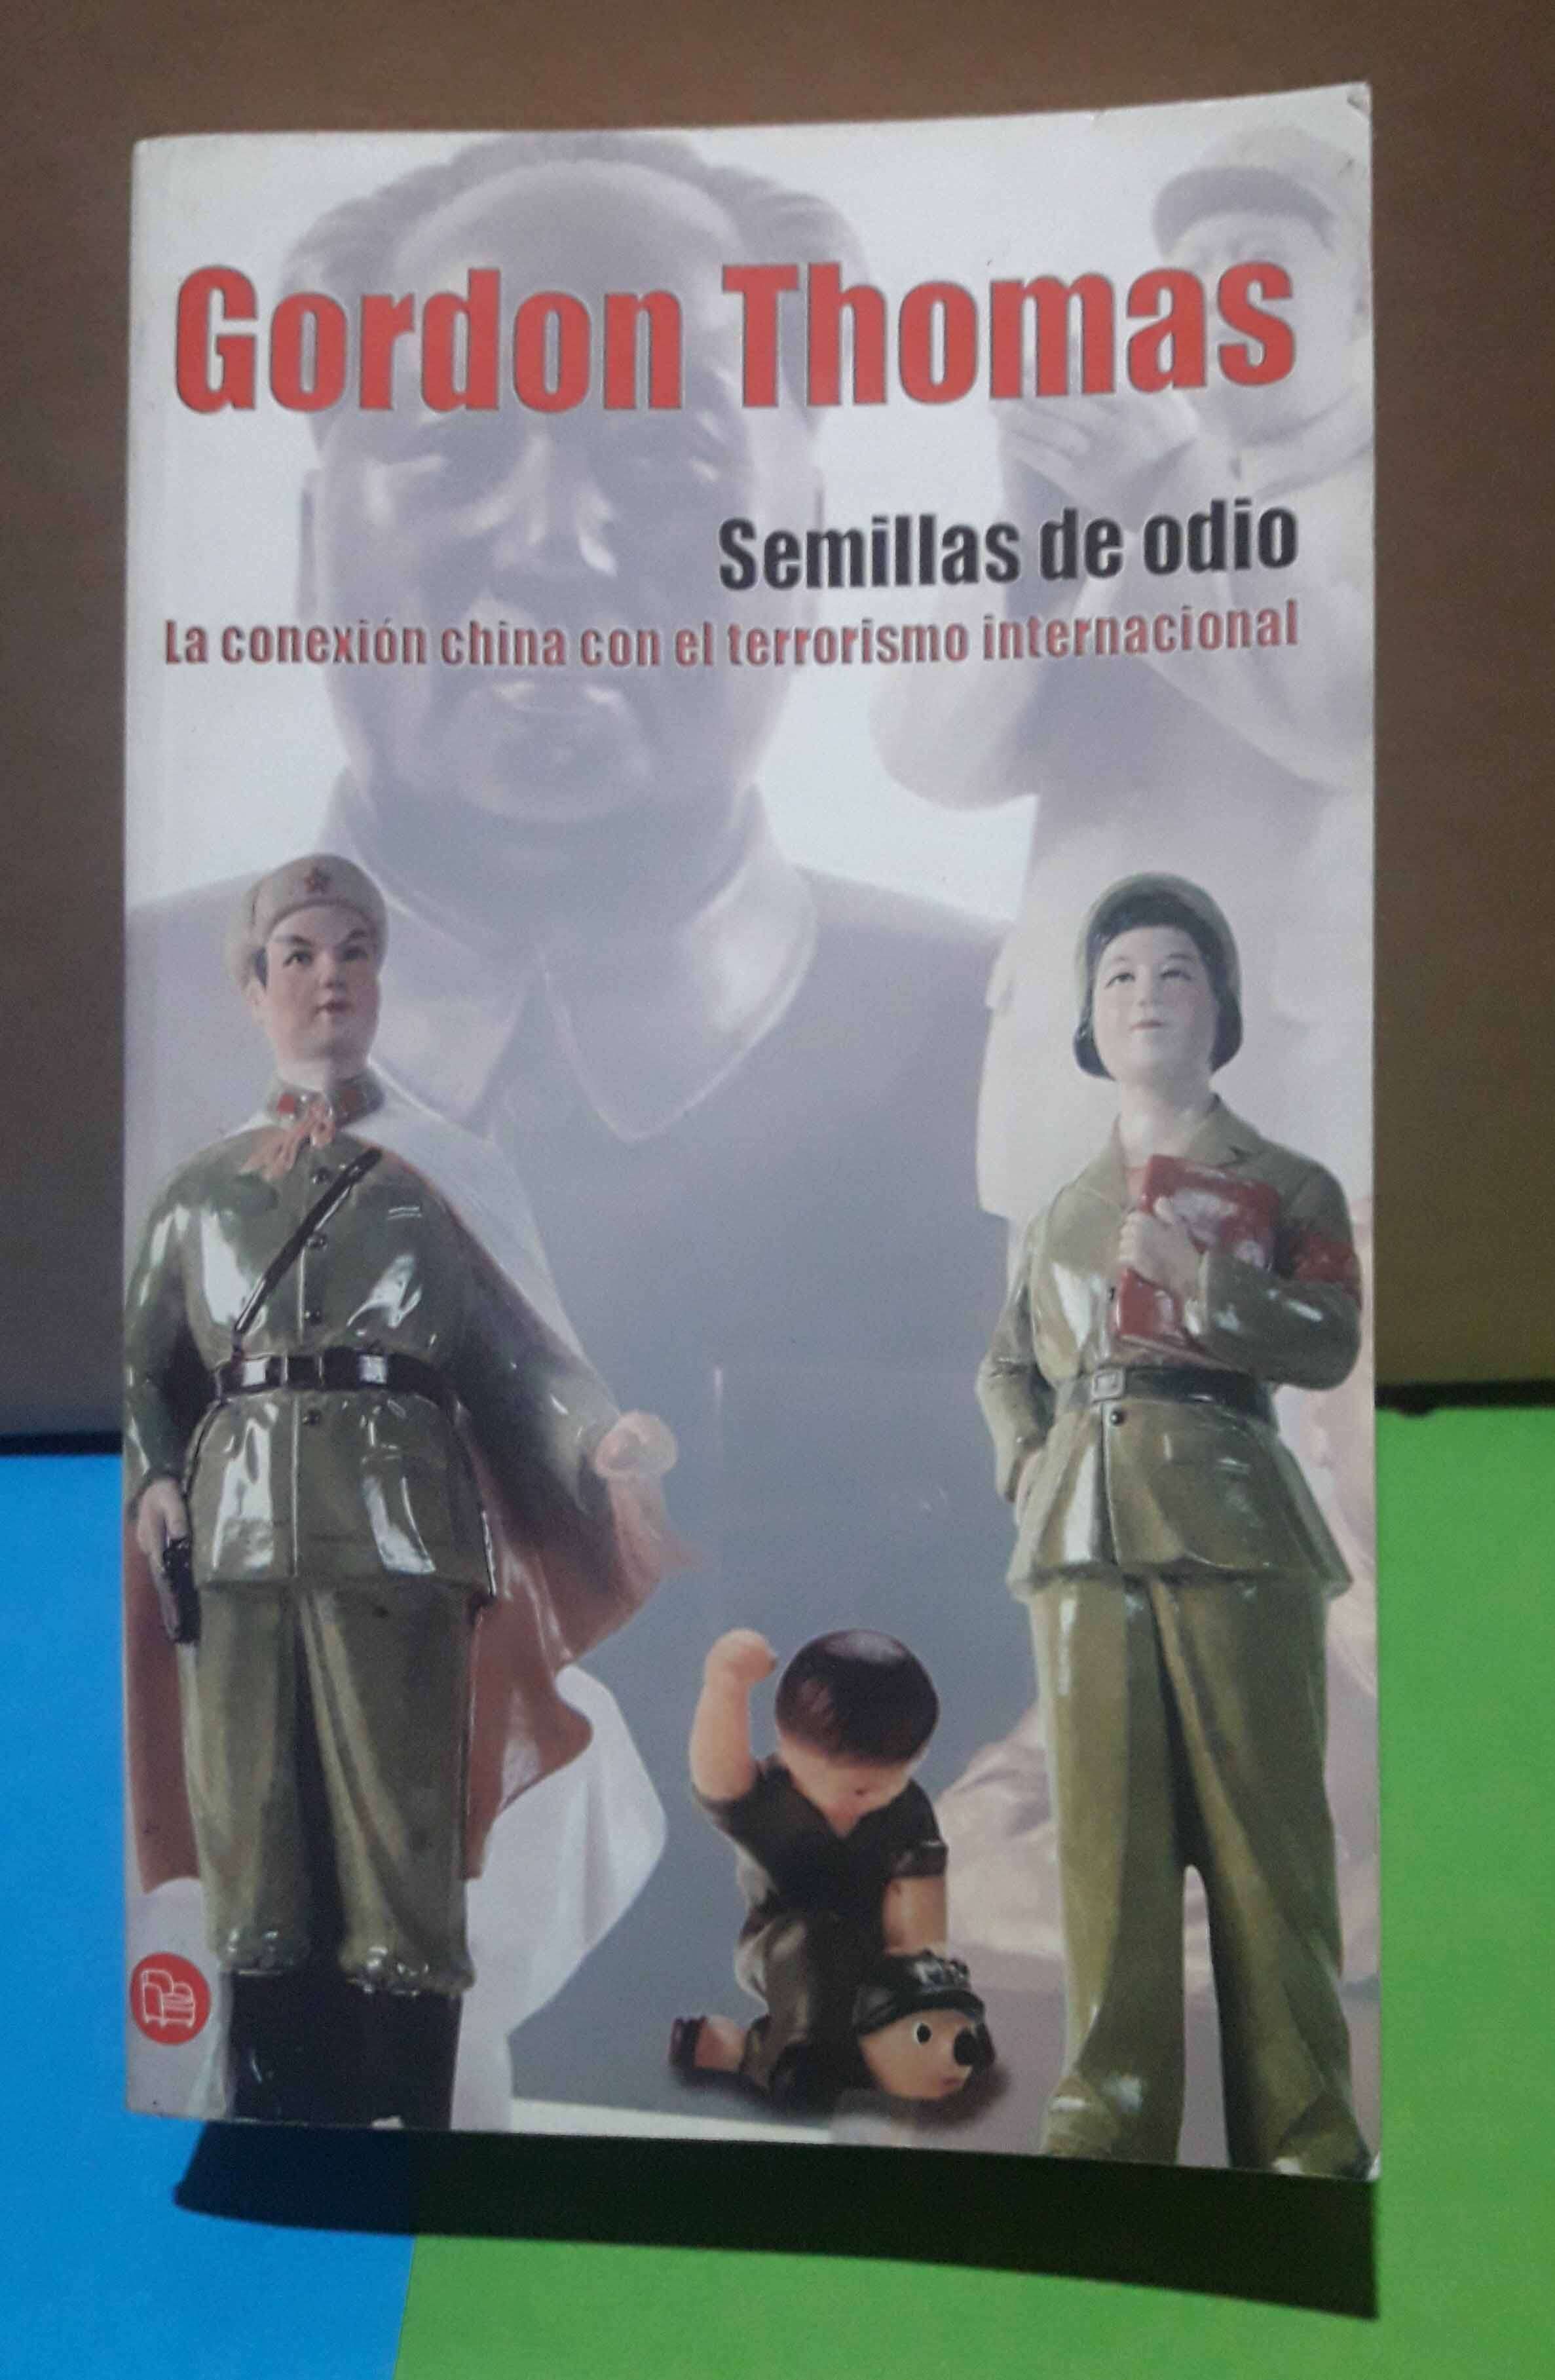 Gordon Thomas
Semillas de odio
La conexión china con el terrorismo internacional